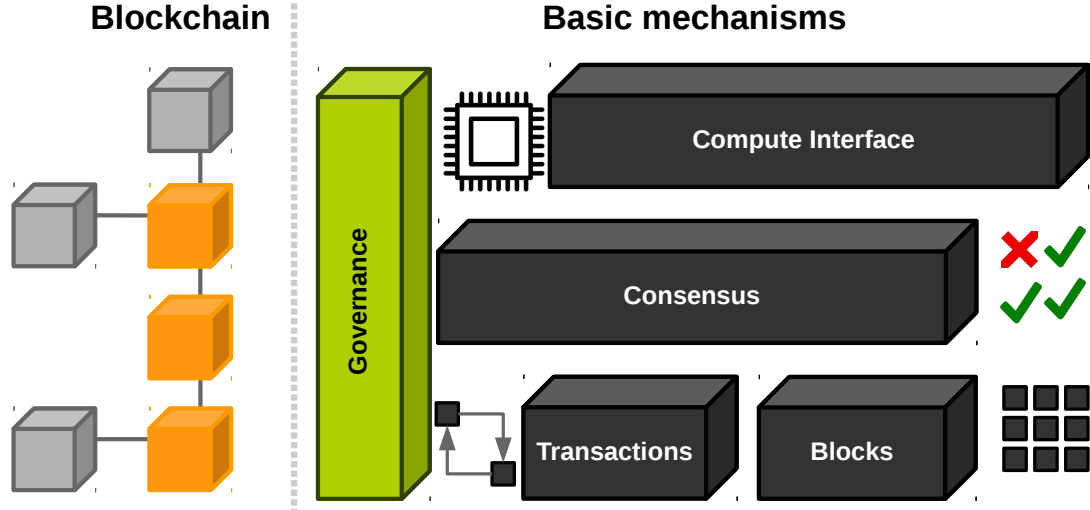 Blockchain
Basic mechanisms
Governance
Compute Interface
Consensus
Transactions
Blocks